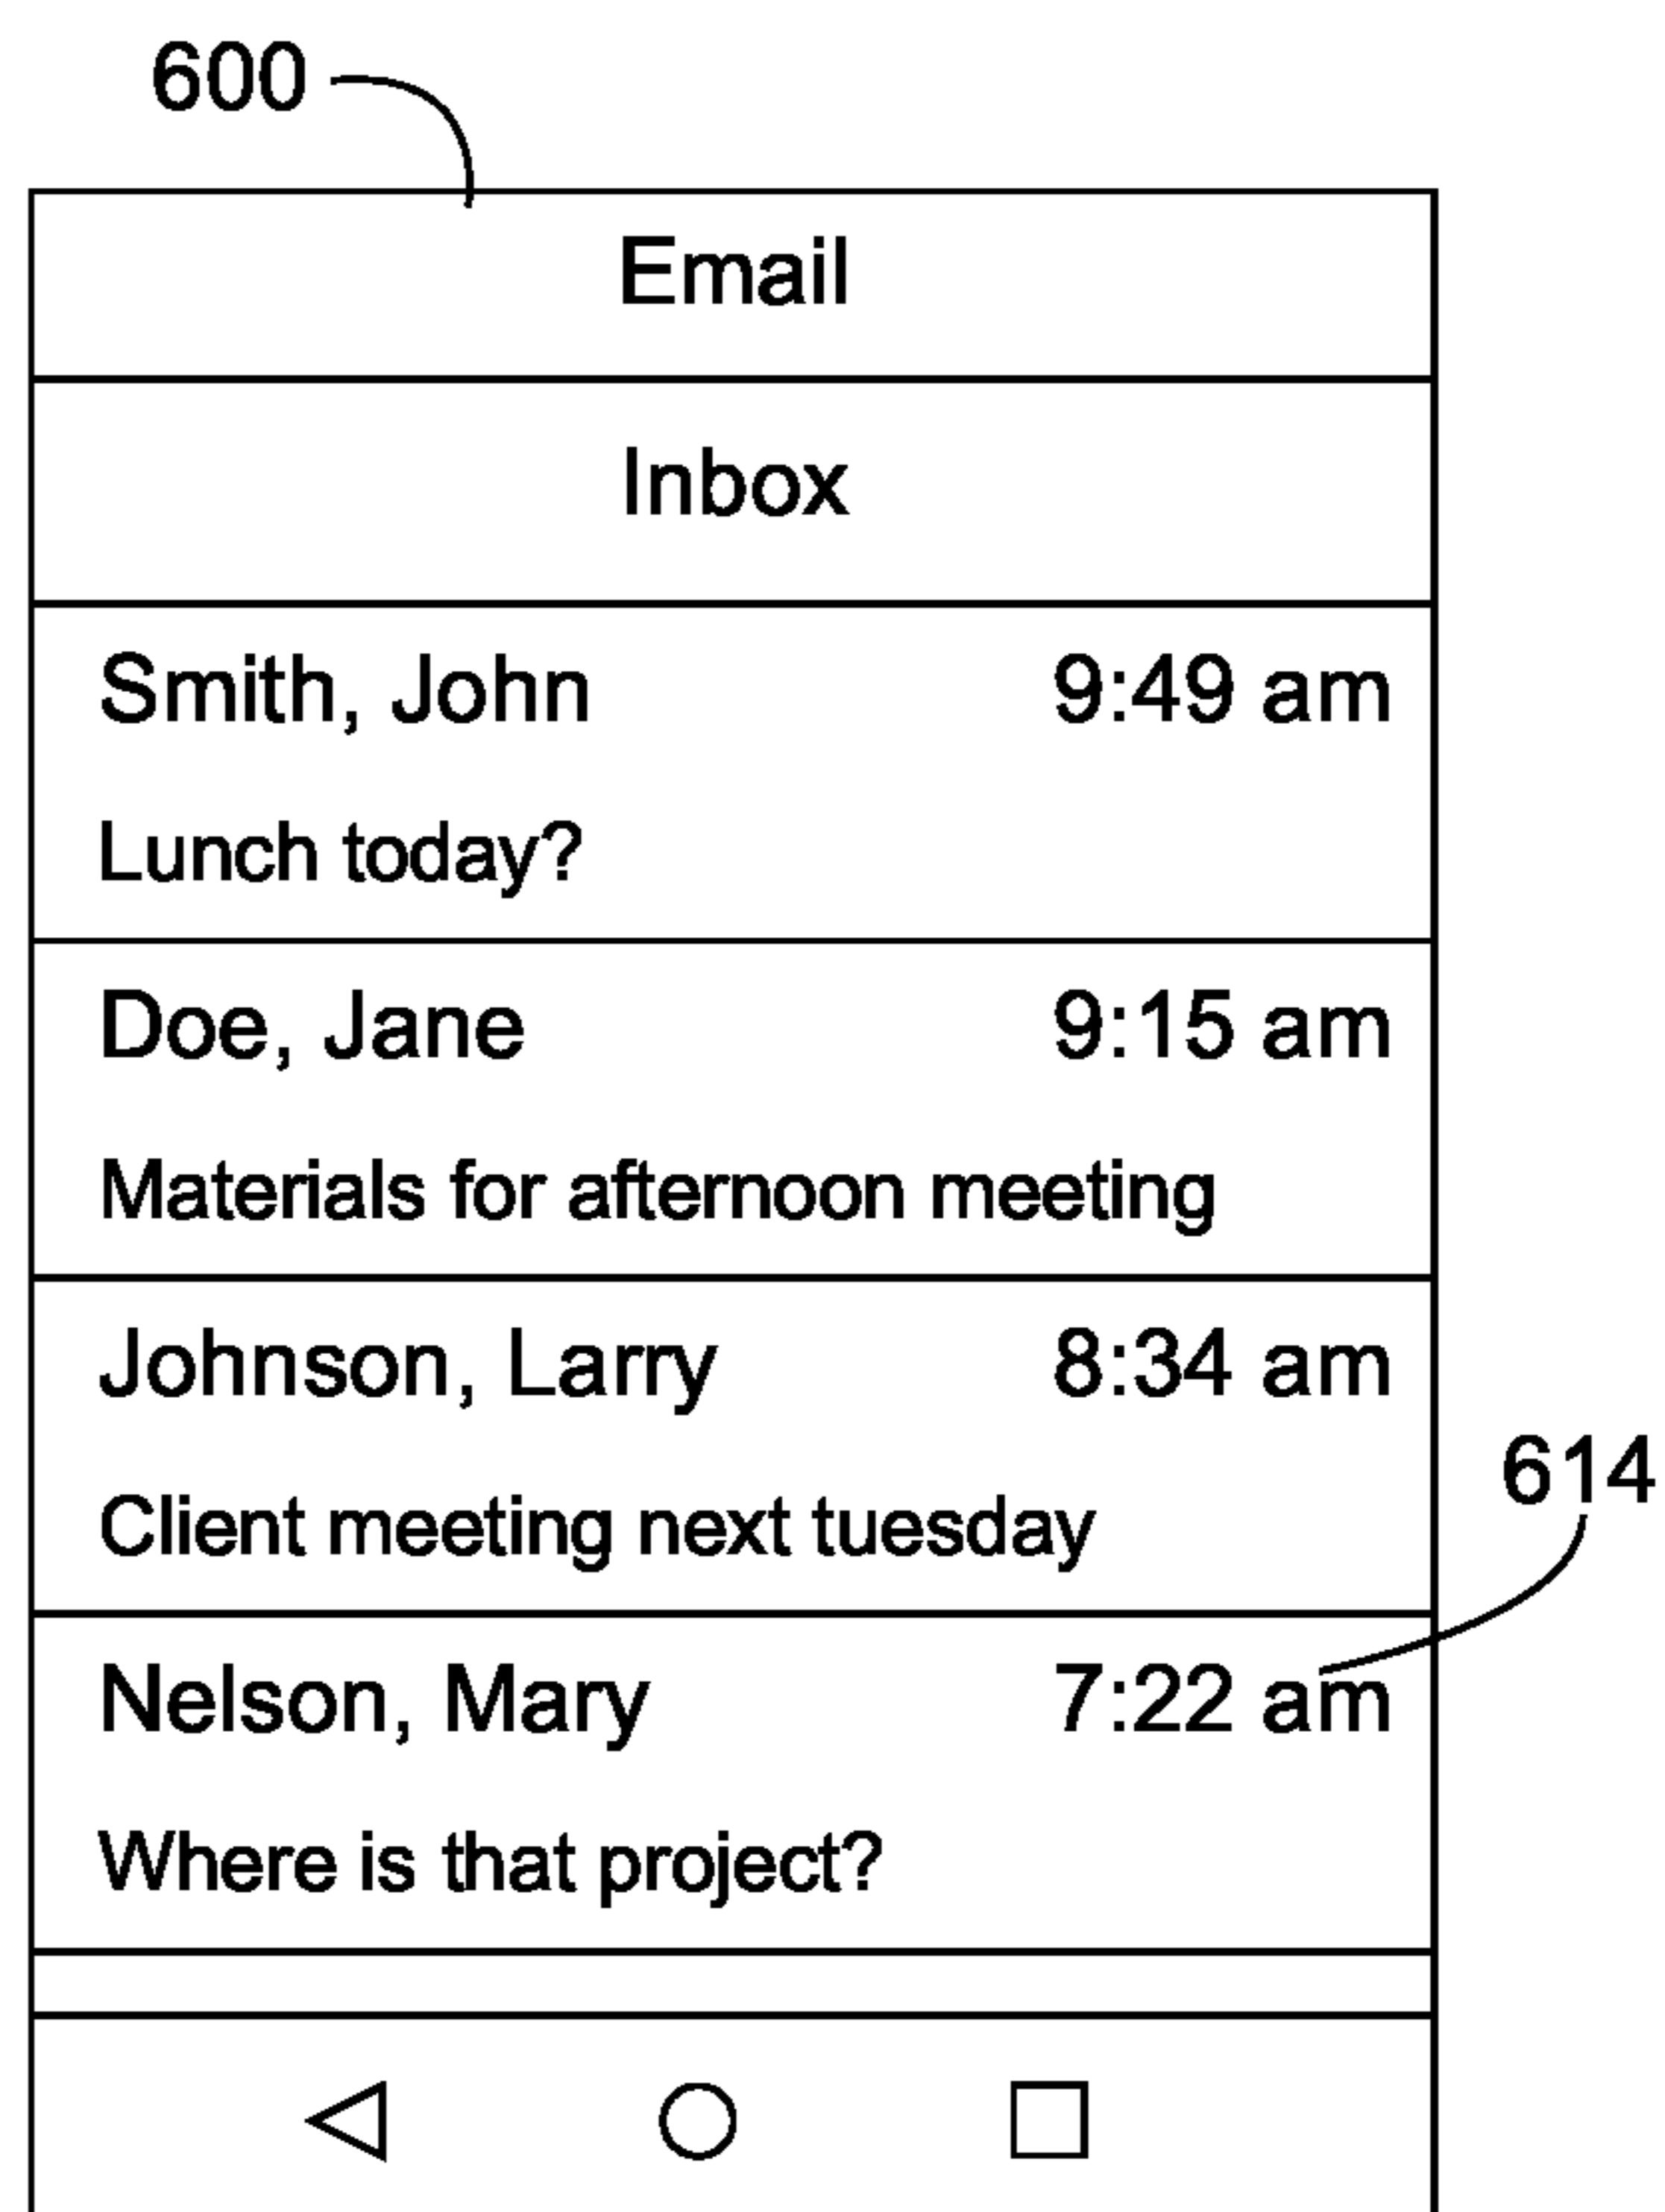 600
Email
Inbox
Smith, John 9:49 am
Lunch today?
Doe, Jane 9:15 am
Materials for afternoon meeting
Johnson, Larry 8:34 am
Client meeting next tuesday
614
Nelson, Mary 7:22 am
Where is that project?